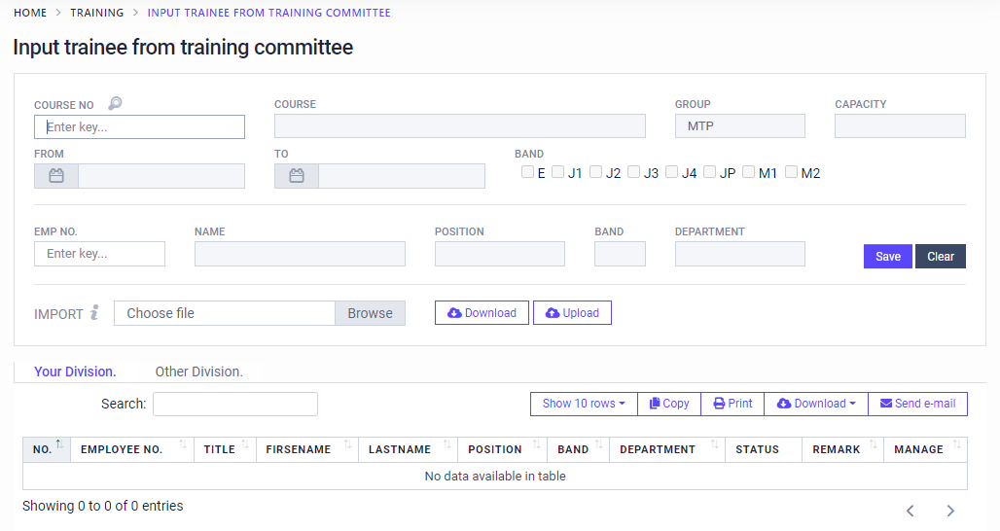 HOME > TRAINING > INPUT TRAINEE FROM TRAINING COMMITTEE
Input trainee from training committee
COURSE NO COURSE GROUP CAPACITY
Enter key... MTP
FROM TO BAND
E J1 J2 J3 J4 JP M1 M2
EMP NO. NAME POSITION BAND DEPARTMENT
Enter key... Save Clear
IMPORT i Choose file Browse Download Upload
Your Division. Other Division.
Search: Show 10 rows Copy Print Download Send e-mail
NO. EMPLOYEE NO. TITLE FIRSENAME LASTNAME POSITION BAND DEPARTMENT STATUS REMARK MANAGE
No data available in table
Showing 0 to 0 of 0 entries